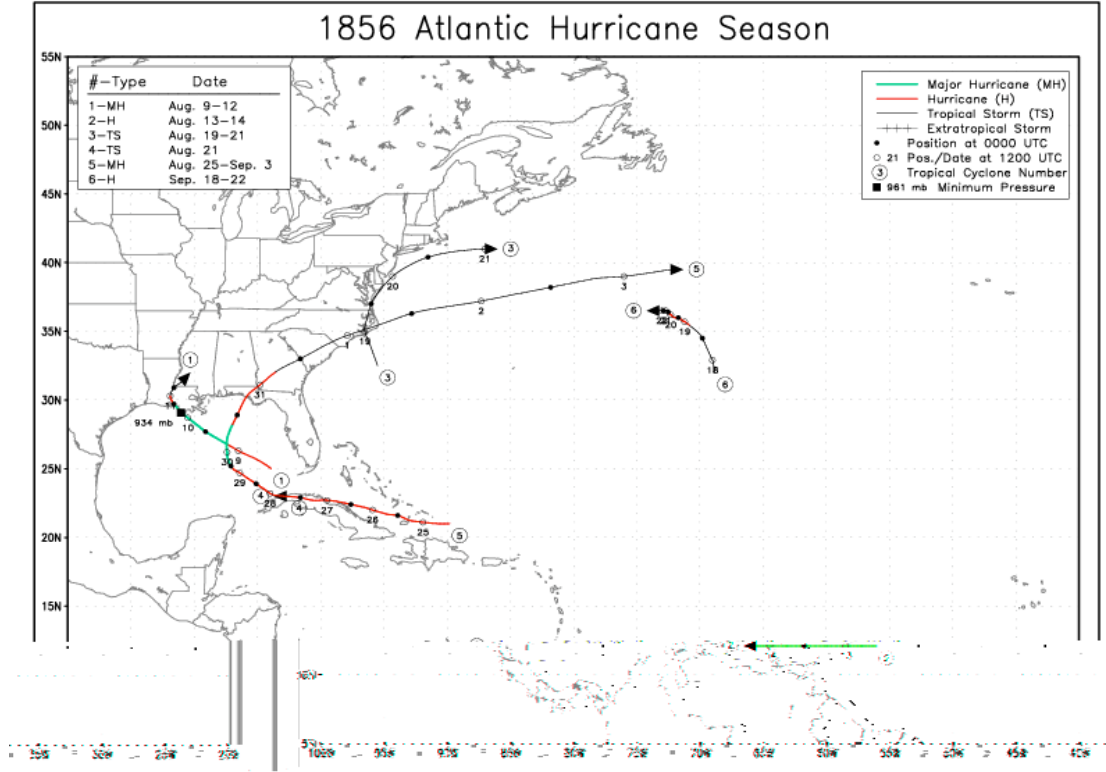 1856 Atlantic Hurricane Season
55N
50N
45N
40N
35N
30N
25N
20N
15N
#-Type Date
1-MH Aug. 9-12
2-H Aug. 13-14
3-TS Aug. 19-21
4-TS Aug. 21
5-MH Aug. 25-Sep. 3
6-H Sep. 18-22
Major Hurricane (MH)
Hurricane (H)
Tropical Storm (TS)
Extratropical Storm
Position at 0000 UTC
21 Pos./Date at 1200 UTC
3 Tropical Cyclone Number
961 mb Minimum Pressure
21 3
20
5
3
2
6
20
19
18
6
1
19
3
1
31
934 mb
10
9
30
29
1
4
28
4
27
26
25
5